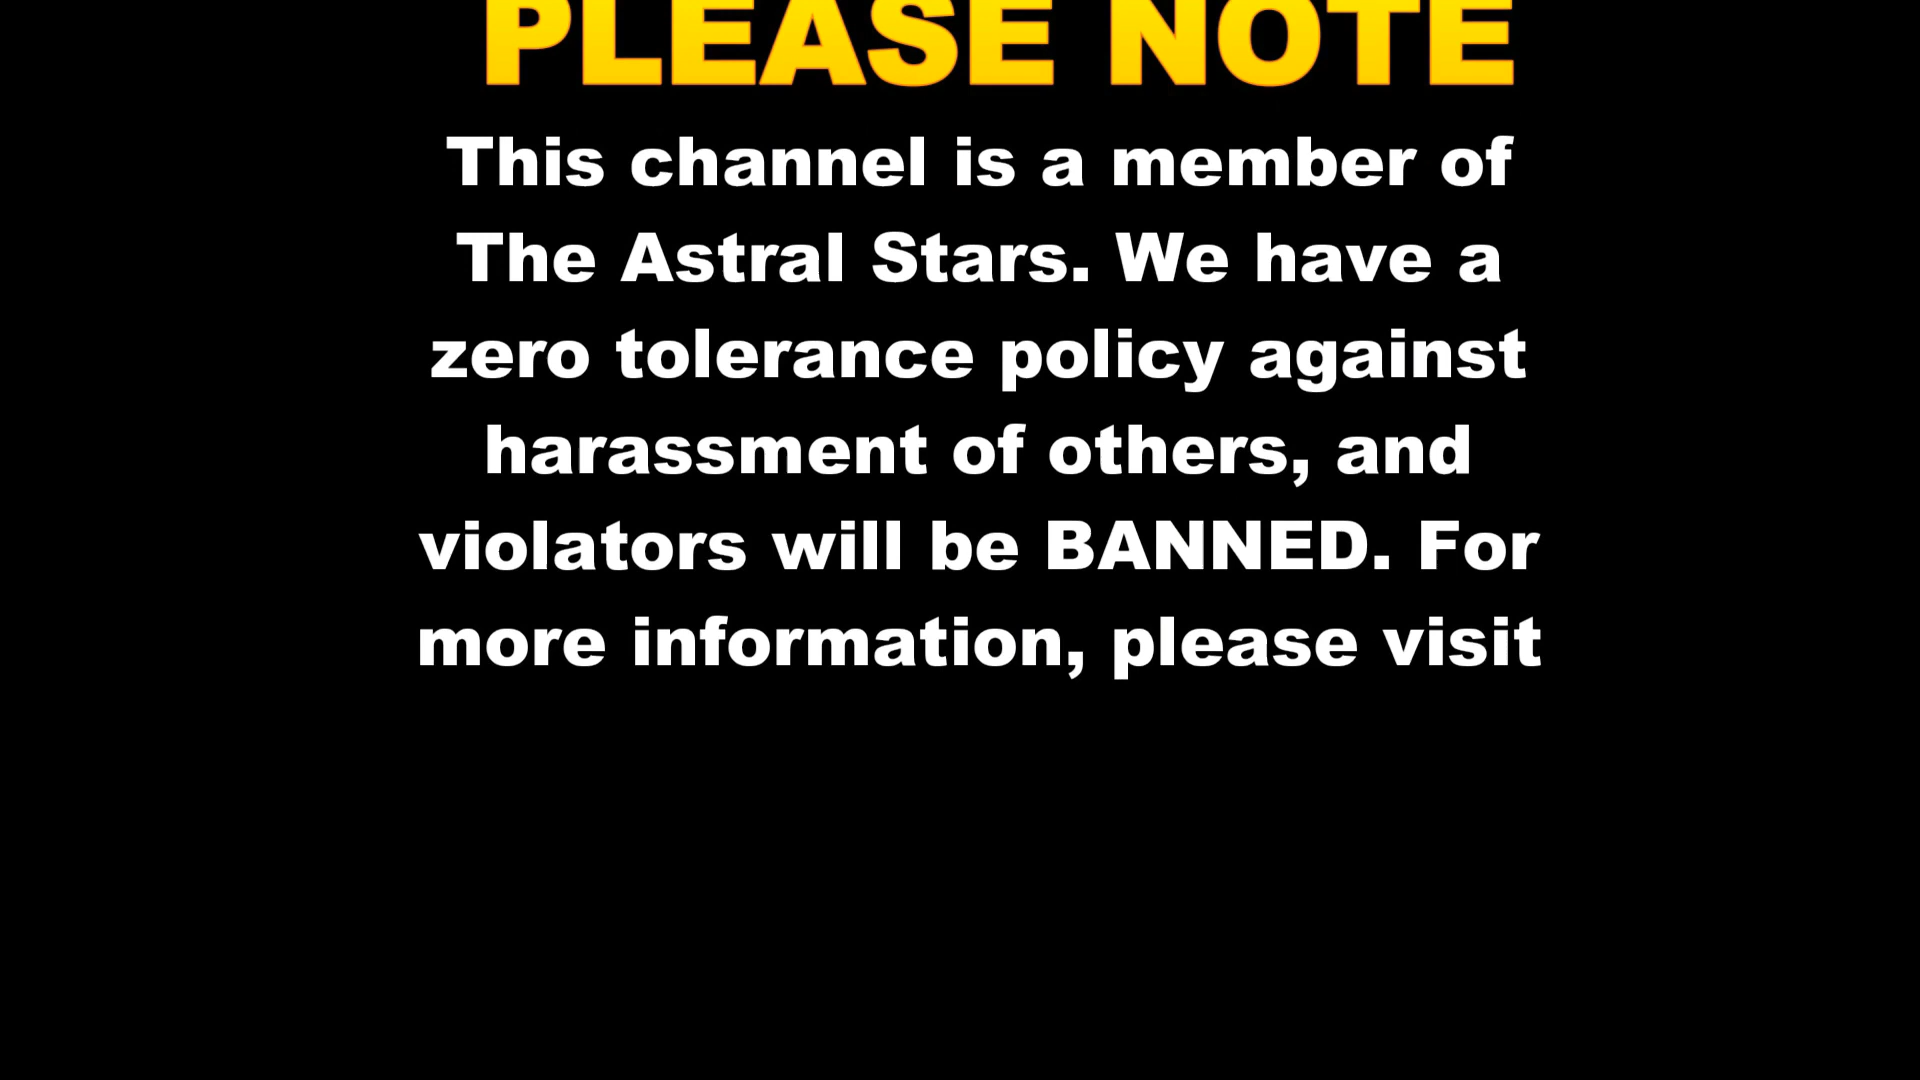 PLEASE NOTE
This channel is a member of
The Astral Stars. We have a
zero tolerance policy against
harassment of others, and
violators will be BANNED. For
more information, please visit